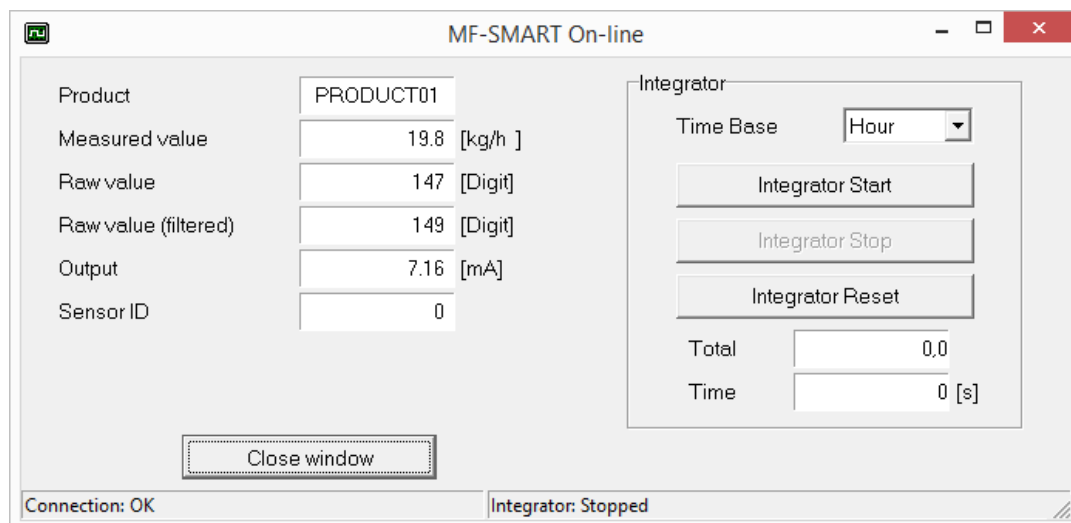 MF-SMART On-line
Product PRODUCT01
Measured value 19.8 [kg/h ]
Raw value 147 [Digit]
Raw value (filtered) 149 [Digit]
Output 7.16 [mA]
Sensor ID 0
Close window
Integrator
Time Base Hour
Integrator Start
Integrator Stop
Integrator Reset
Total 0,0
Time 0 [s]
Connection: OK
Integrator: Stopped